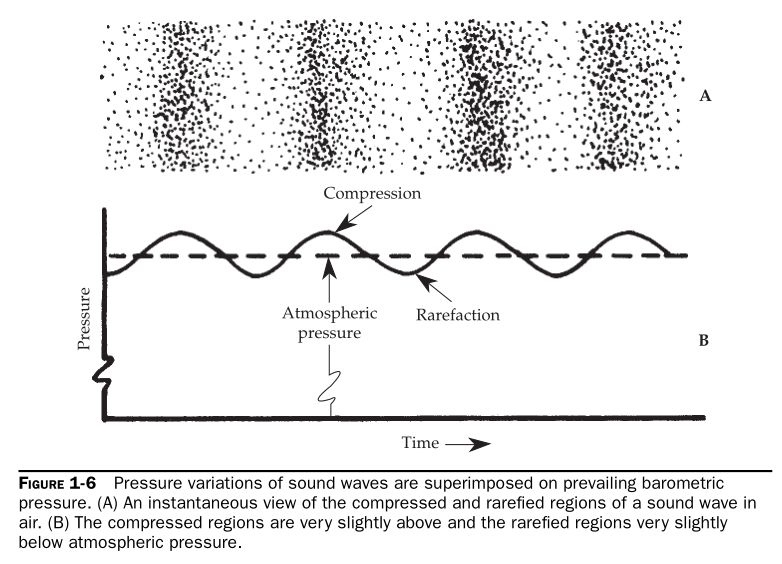 A
Compression
Pressure
Atmospheric
pressure
Rarefaction
B
Time
FIGURE 1-6 Pressure variations of sound waves are superimposed on prevailing barometric
pressure. (A) An instantaneous view of the compressed and rarefied regions of a sound wave in
air. (B) The compressed regions are very slightly above and the rarefied regions very slightly
below atmospheric pressure.